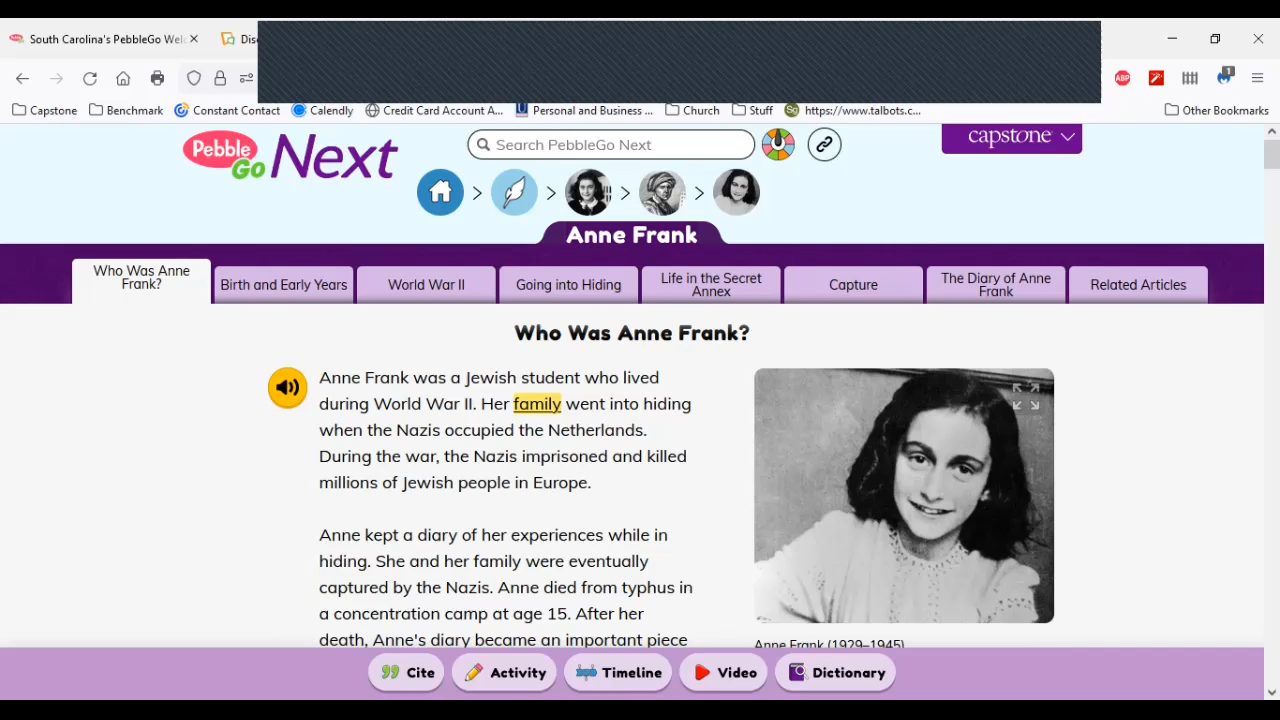 South Carolina's PebbleGo Welc
Dis
ABP
1
Capstone
Benchmark
Constant Contact
Calendly
Credit Card Account A...
Personal and Business ...
Church
Stuff
https://www.talbots.c...
Other Bookmarks
Pebble Go Next
Search PebbleGo Next
capstone
Anne Frank
Who Was Anne Frank?
Birth and Early Years
World War II
Going into Hiding
Life in the Secret Annex
Capture
The Diary of Anne Frank
Related Articles
Who Was Anne Frank?
Anne Frank was a Jewish student who lived
during World War II. Her family went into hiding
when the Nazis occupied the Netherlands.
During the war, the Nazis imprisoned and killed
millions of Jewish people in Europe.
Anne kept a diary of her experiences while in
hiding. She and her family were eventually
captured by the Nazis. Anne died from typhus in
a concentration camp at age 15. After her
death, Anne's diary became an important piece
Anne Frank (1929–1945)
Cite
Activity
Timeline
Video
Dictionary